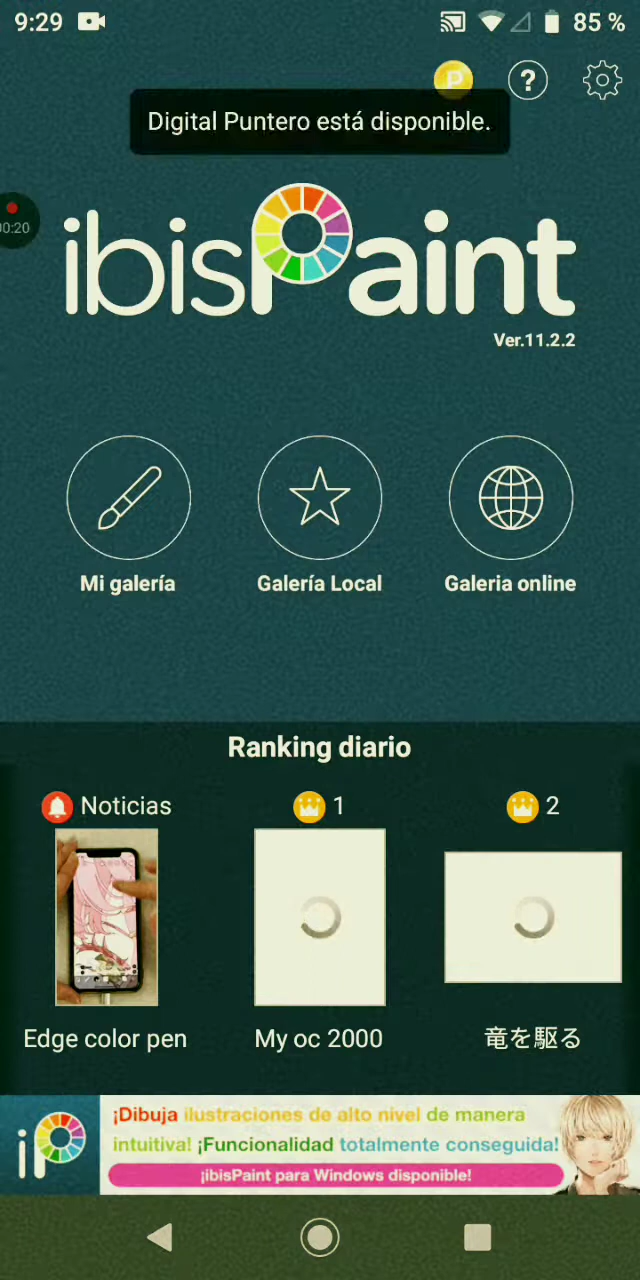 9:29
85 %
P
?
Digital Puntero está disponible.
00:20
ibisPaint
Ver.11.2.2
Mi galería
Galería Local
Galeria online
Ranking diario
Noticias
1
2
Edge color pen
My oc 2000
竜を駆る
iP
¡Dibuja ilustraciones de alto nivel de manera
intuitiva! ¡Funcionalidad totalmente conseguida!
¡ibisPaint para Windows disponible!